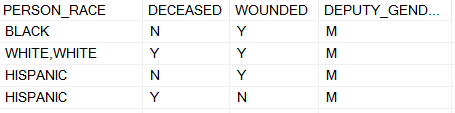 PERSON_RACE DECEASED WOUNDED DEPUTY_GEND...
BLACK N Y M
WHITE,WHITE Y Y M
HISPANIC N Y M
HISPANIC Y N M